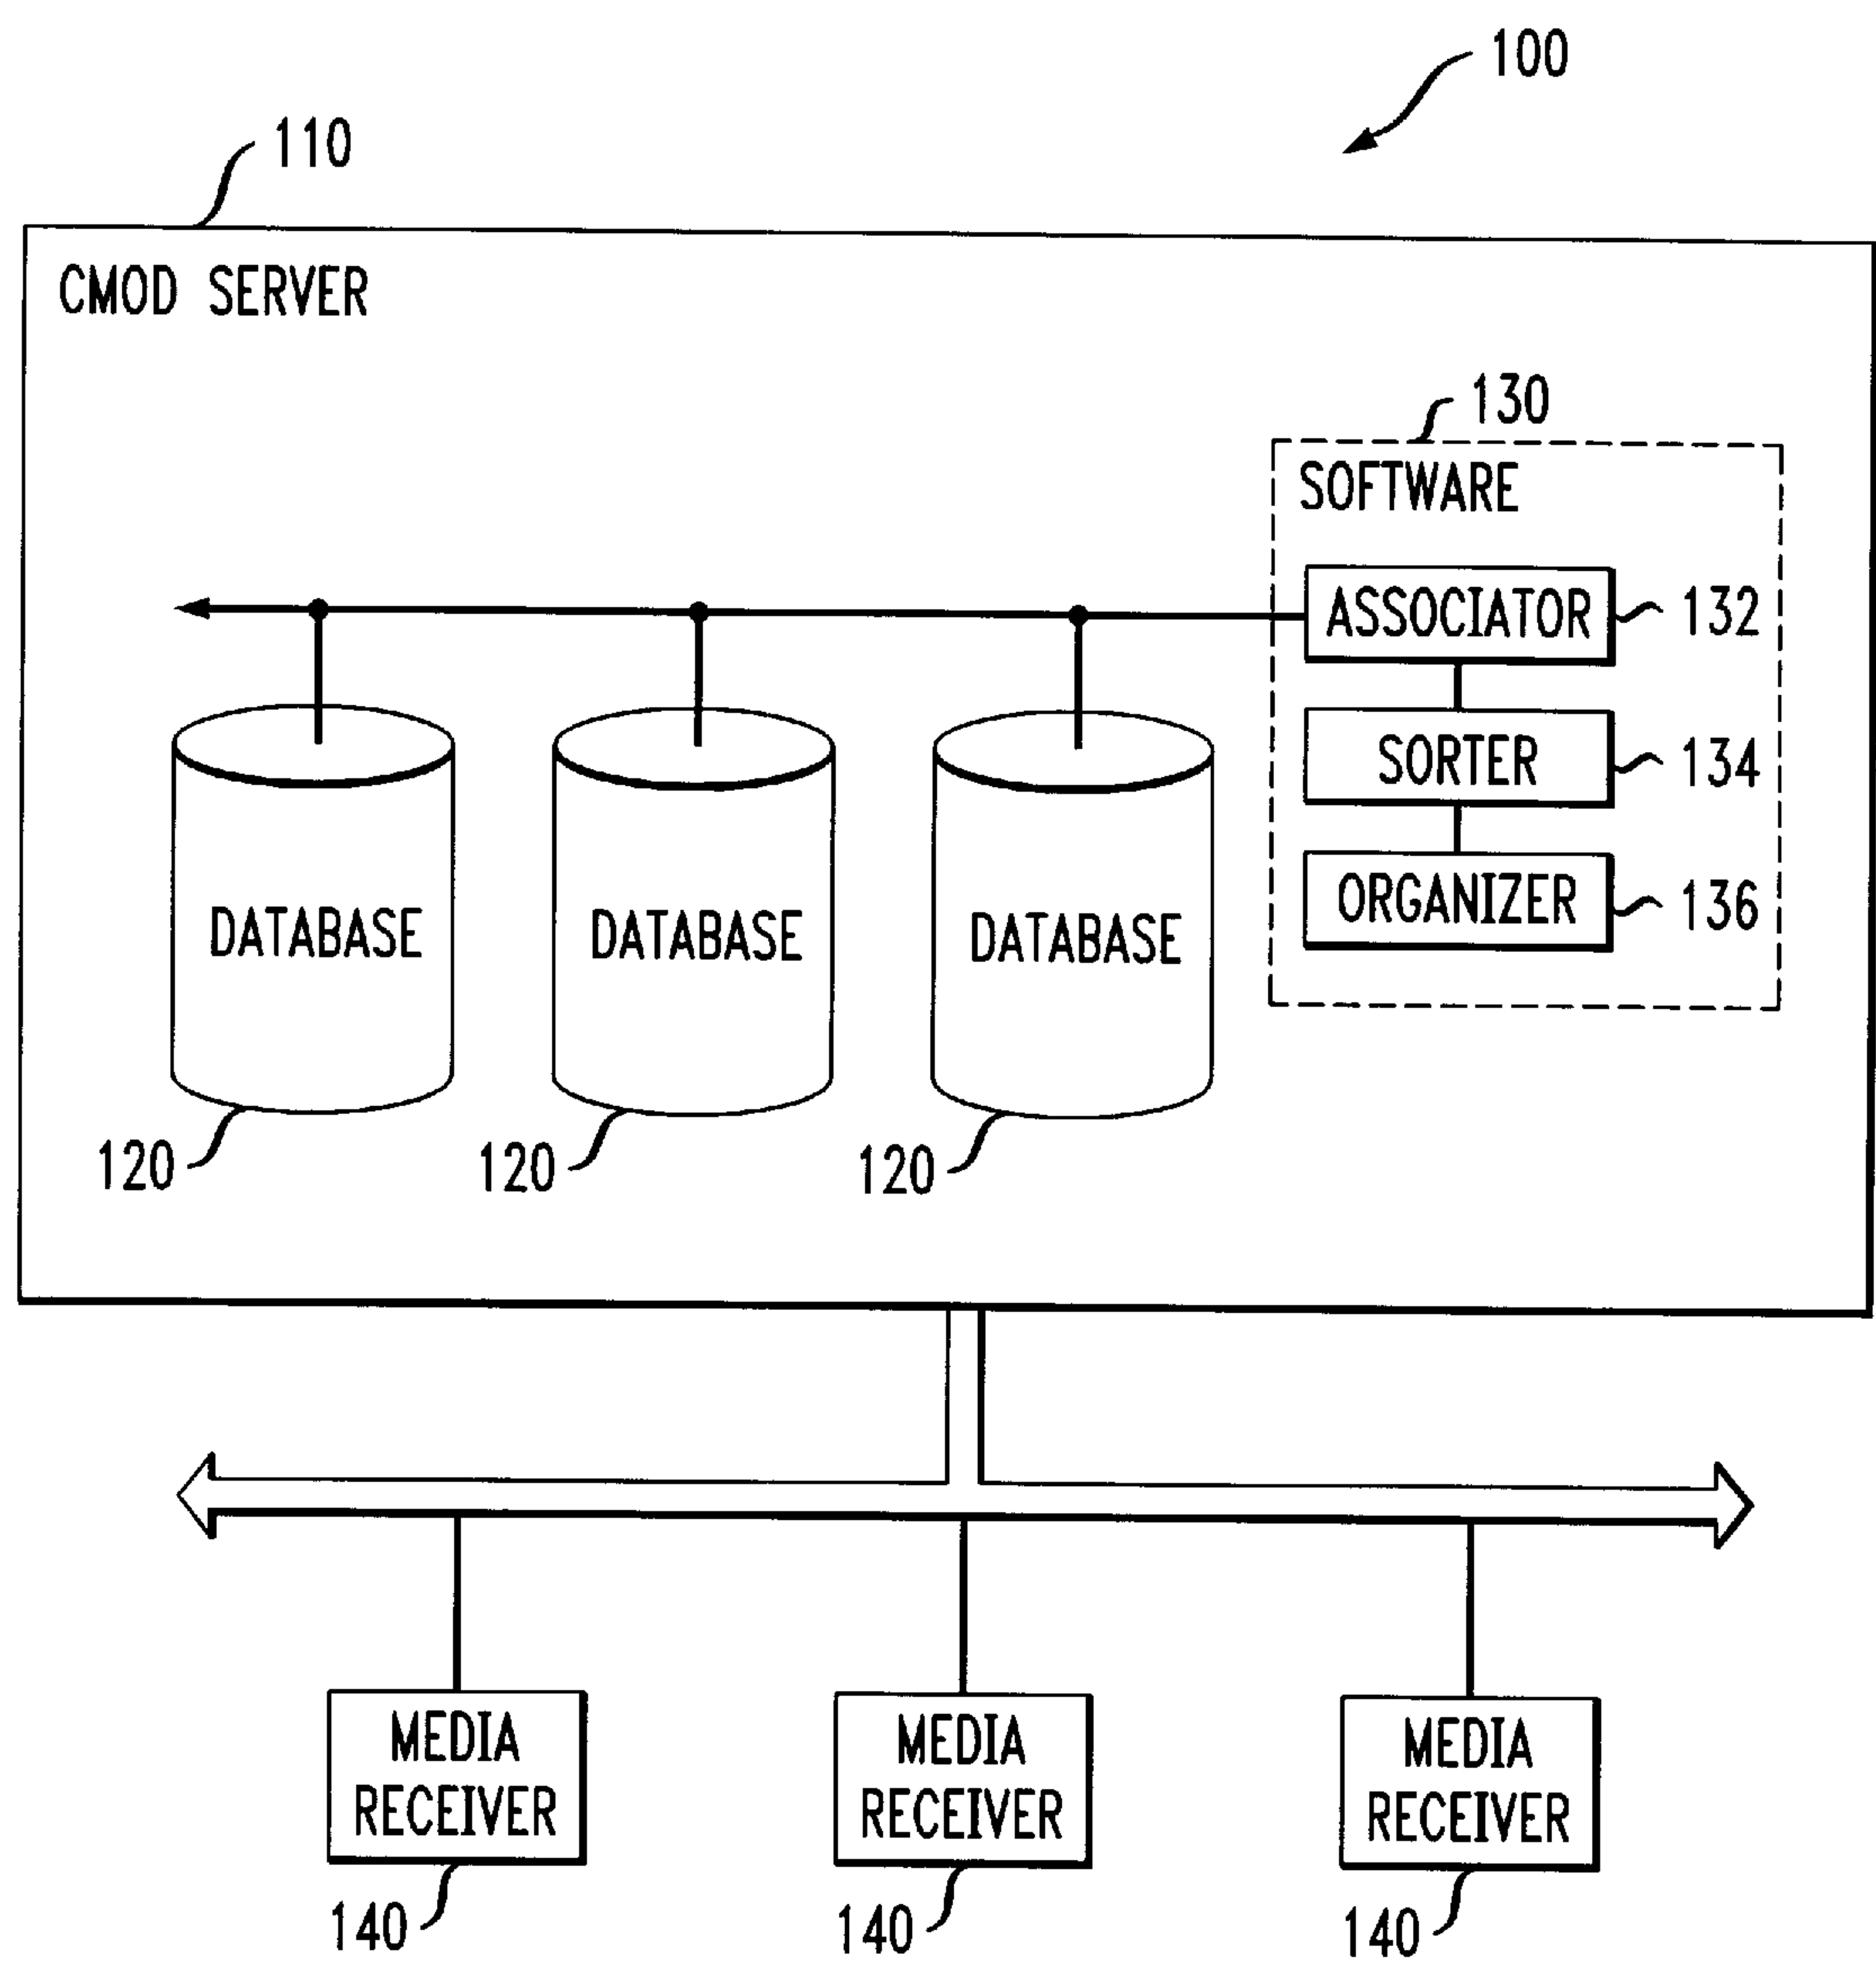 100
110
CMOD SERVER
130
SOFTWARE
ASSOCIATOR
132
SORTER
134
ORGANIZER
136
DATABASE
DATABASE
DATABASE
120
120
120
MEDIA
RECEIVER
MEDIA
RECEIVER
MEDIA
RECEIVER
140
140
140